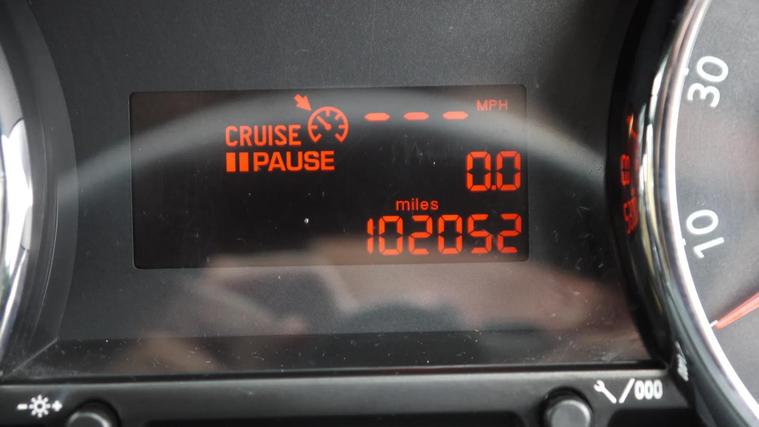 --- MPH
CRUISE
PAUSE
0.0
miles
102052
30
10
- +
/000